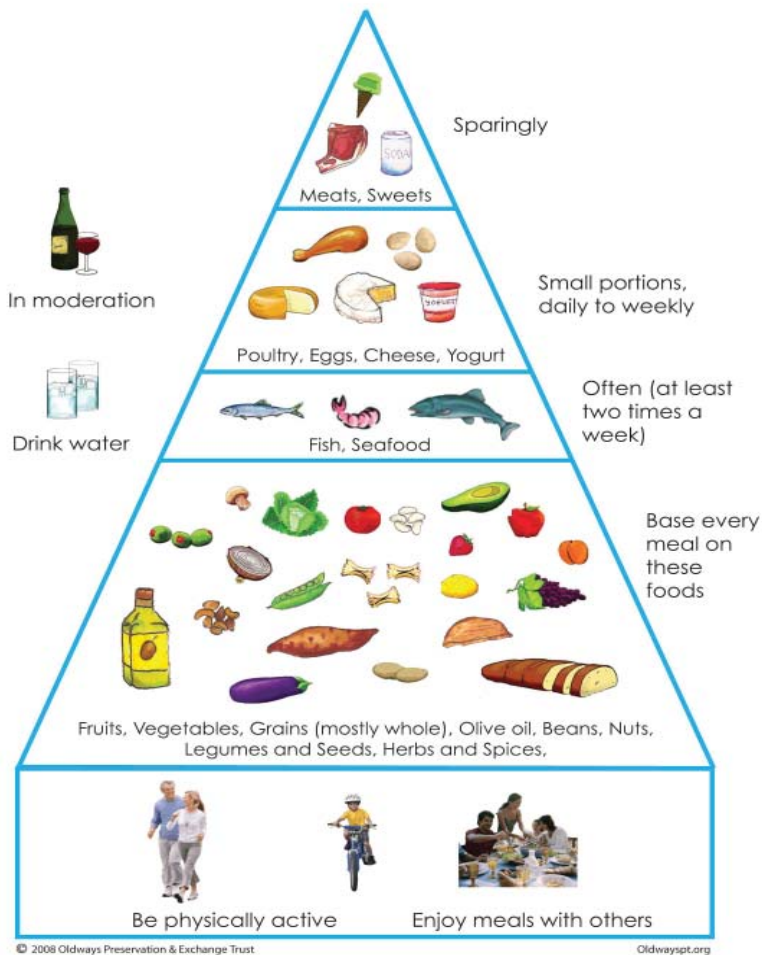 Sparingly
SODA
Meats, Sweets
In moderation
Small portions,
daily to weekly
YOGURT
Poultry, Eggs, Cheese, Yogurt
Often (at least
two times a
week)
Drink water
Fish, Seafood
Base every
meal on
these
foods
Fruits, Vegetables, Grains (mostly whole), Olive oil, Beans, Nuts,
Legumes and Seeds, Herbs and Spices,
Be physically active
Enjoy meals with others
© 2008 Oldways Preservation & Exchange Trust
Oldwayspt.org